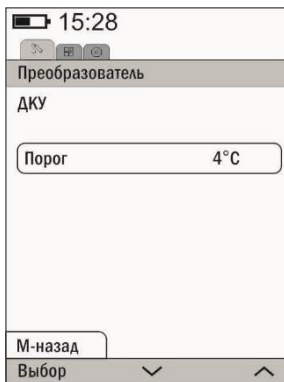 15:28
Преобразователь
ДКУ
Порог 4°C
М-назад
Выбор